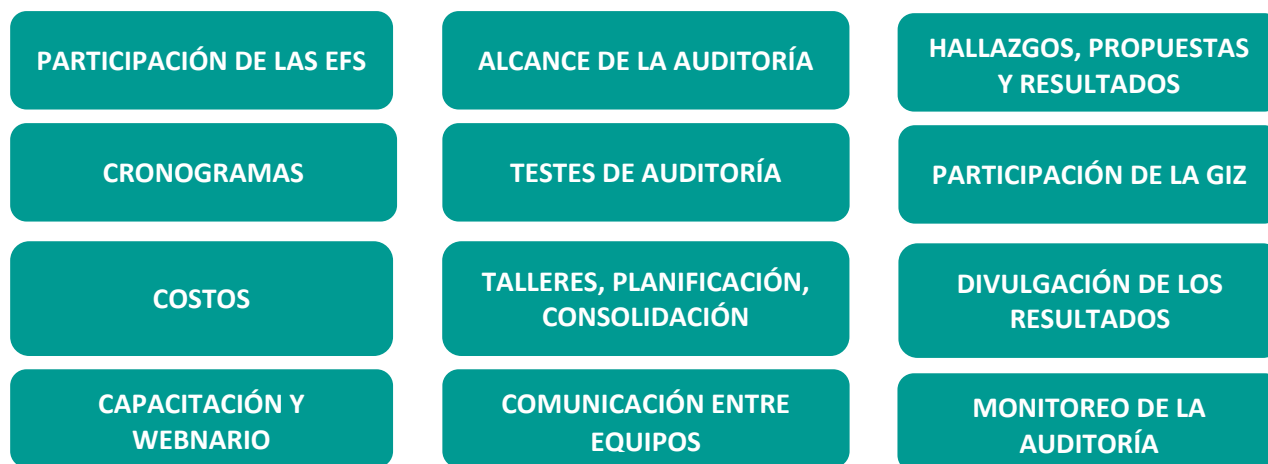 PARTICIPACIÓN DE LAS EFS
ALCANCE DE LA AUDITORÍA
HALLAZGOS, PROPUESTAS
Y RESULTADOS
CRONOGRAMAS
TESTES DE AUDITORÍA
PARTICIPACIÓN DE LA GIZ
COSTOS
TALLERES, PLANIFICACIÓN,
CONSOLIDACIÓN
DIVULGACIÓN DE LOS
RESULTADOS
CAPACITACIÓN Y
WEBNARIO
COMUNICACIÓN ENTRE
EQUIPOS
MONITOREO DE LA
AUDITORÍA